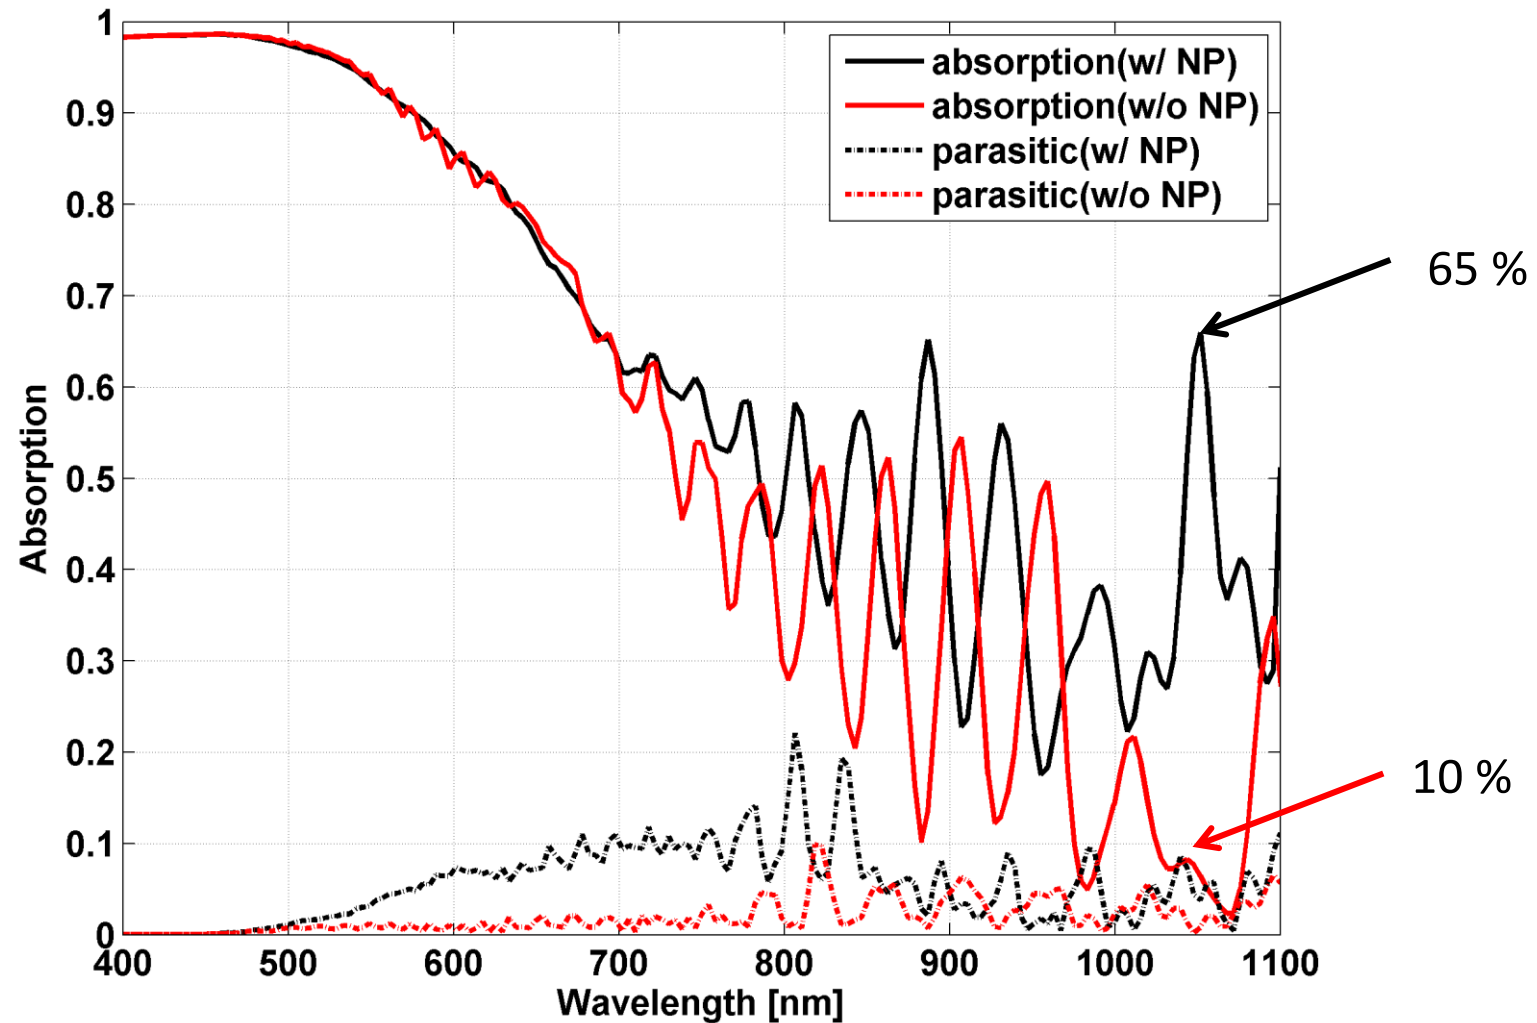 1
0.9
0.8
0.7
0.6
0.5
0.4
0.3
0.2
0.1
0
Absorption
400 500 600 700 800 900 1000 1100
Wavelength [nm]
absorption(w/ NP)
absorption(w/o NP)
parasitic(w/ NP)
parasitic(w/o NP)
65 %
10 %